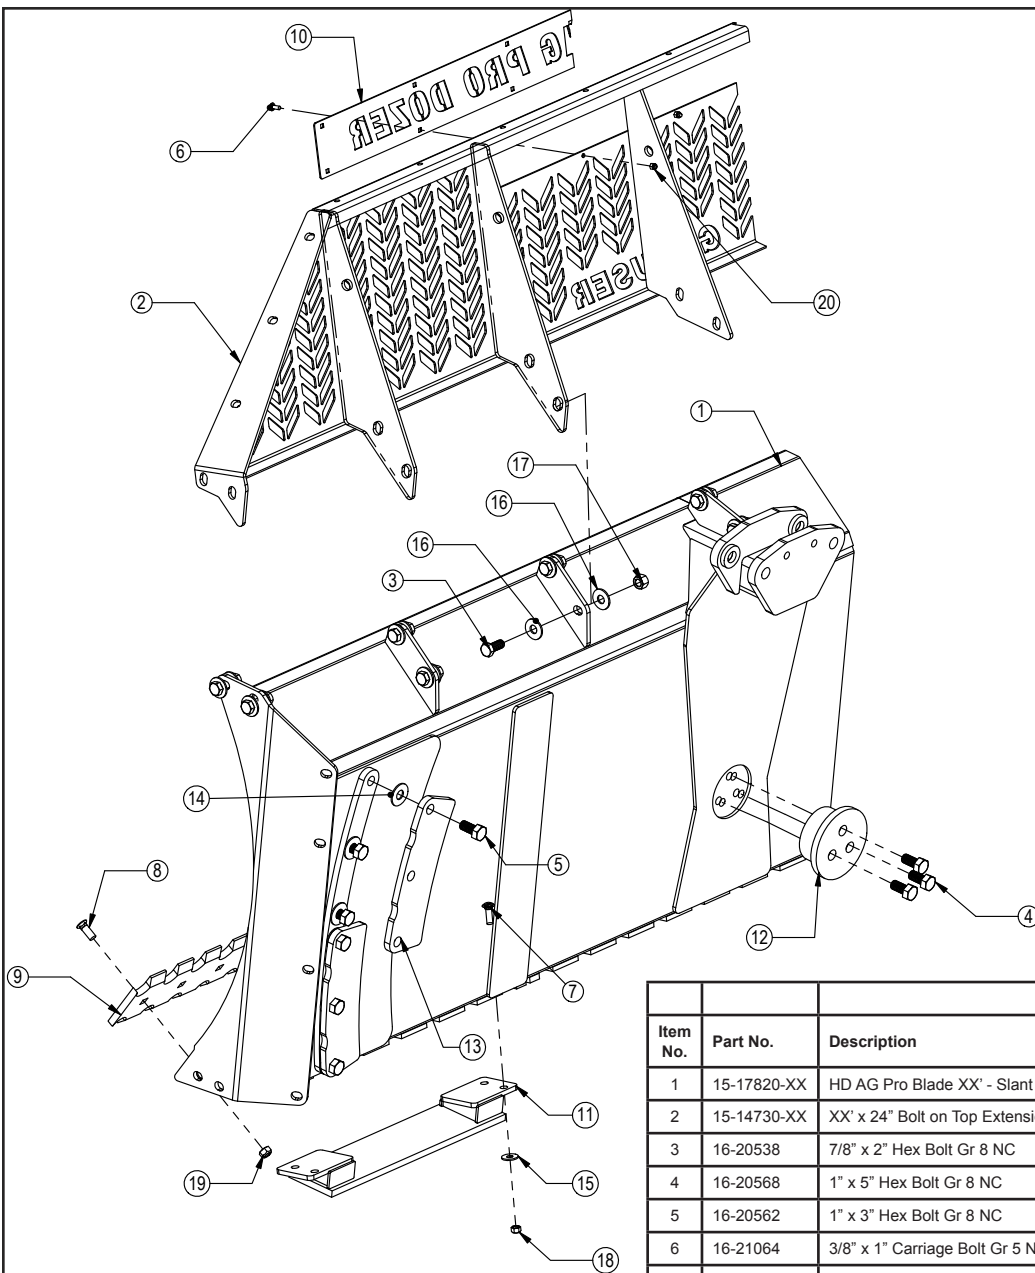 10
AG PRO DOZER
6
2
USER
G
20
1
17
16
16
3
14
5
8
9
7
13
12
4
11
15
19
18
Item No. Part No. Description
1 15-17820-XX HD AG Pro Blade XX' - Slant
2 15-14730-XX XX' x 24" Bolt on Top Extensi
3 16-20538 7/8" x 2" Hex Bolt Gr 8 NC
4 16-20568 1" x 5" Hex Bolt Gr 8 NC
5 16-20562 1" x 3" Hex Bolt Gr 8 NC
6 16-21064 3/8" x 1" Carriage Bolt Gr 5 N